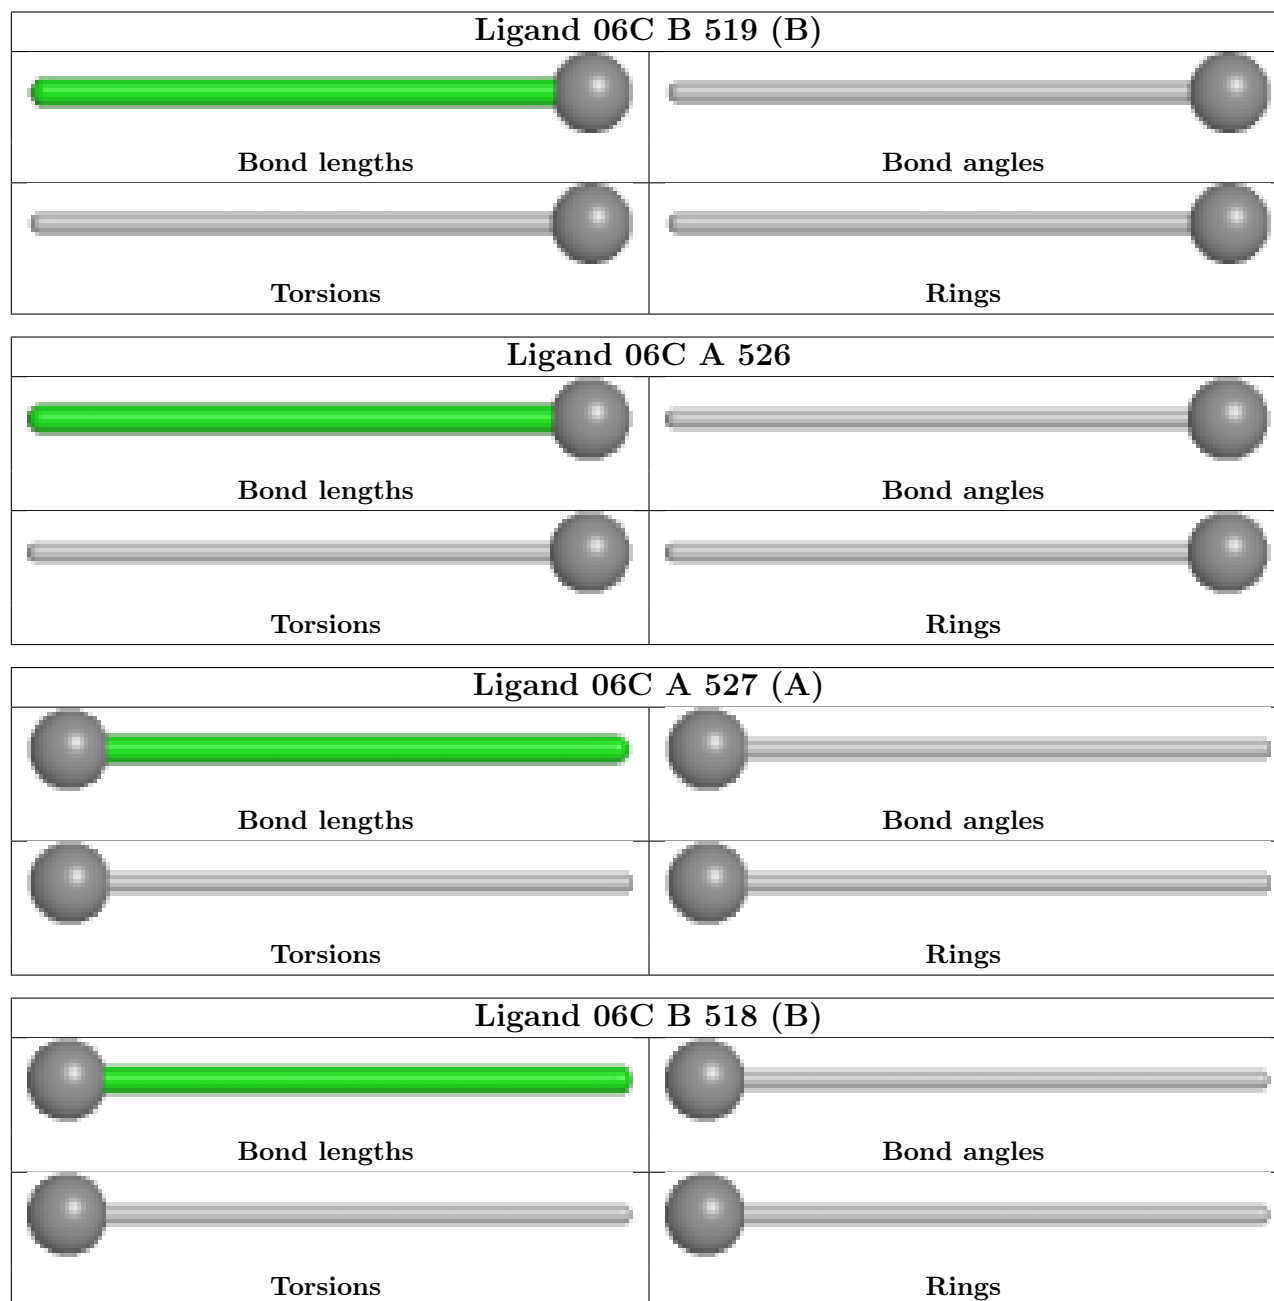 Ligand 06C B 519 (B)
Bond lengths Bond angles
Torsions Rings
Ligand 06C A 526
Bond lengths Bond angles
Torsions Rings
Ligand 06C A 527 (A)
Bond lengths Bond angles
Torsions Rings
Ligand 06C B 518 (B)
Bond lengths Bond angles
Torsions Rings